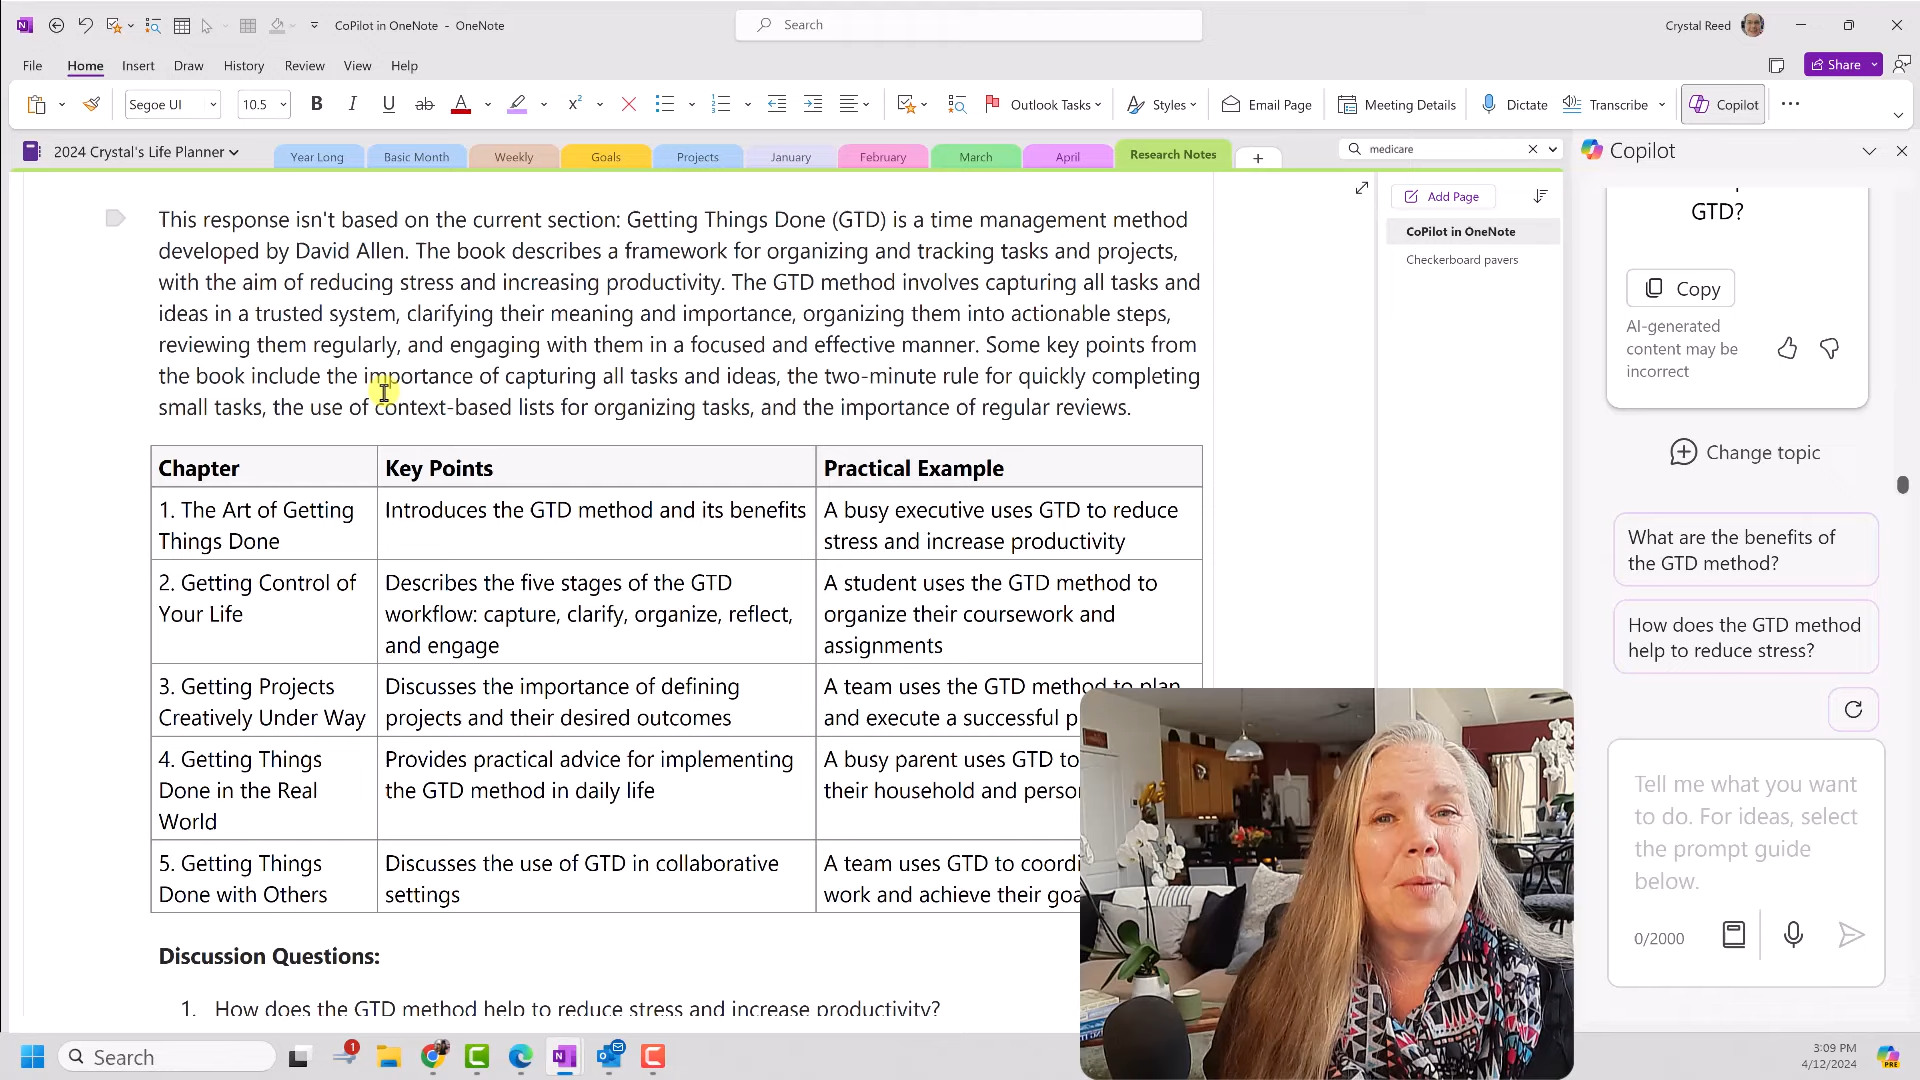 CoPilot in OneNote - OneNote
Search
Crystal Reed
File Home Insert Draw History Review View Help
Share
Segoe UI 10.5 B I U ab A x² Outlook Tasks Styles Email Page Meeting Details Dictate Transcribe Copilot
2024 Crystal's Life Planner
Year Long Basic Month Weekly Goals Projects January February March April Research Notes +
medicare
Copilot
This response isn't based on the current section: Getting Things Done (GTD) is a time management method
developed by David Allen. The book describes a framework for organizing and tracking tasks and projects,
with the aim of reducing stress and increasing productivity. The GTD method involves capturing all tasks and
ideas in a trusted system, clarifying their meaning and importance, organizing them into actionable steps,
reviewing them regularly, and engaging with them in a focused and effective manner. Some key points from
the book include the importance of capturing all tasks and ideas, the two-minute rule for quickly completing
small tasks, the use of context-based lists for organizing tasks, and the importance of regular reviews.
Chapter
Key Points
Practical Example
1. The Art of Getting
Things Done
Introduces the GTD method and its benefits
A busy executive uses GTD to reduce
stress and increase productivity
2. Getting Control of
Your Life
Describes the five stages of the GTD
workflow: capture, clarify, organize, reflect,
and engage
A student uses the GTD method to
organize their coursework and
assignments
3. Getting Projects
Creatively Under Way
Discusses the importance of defining
projects and their desired outcomes
A team uses the GTD method to plan
and execute a successful p
4. Getting Things
Done in the Real
World
Provides practical advice for implementing
the GTD method in daily life
A busy parent uses GTD to
their household and perso
5. Getting Things
Done with Others
Discusses the use of GTD in collaborative
settings
A team uses GTD to coordi
work and achieve their goa
Discussion Questions:
1. How does the GTD method help to reduce stress and increase productivity?
Add Page
CoPilot in OneNote
Checkerboard pavers
GTD?
Copy
AI-generated
content may be
incorrect
Change topic
What are the benefits of
the GTD method?
How does the GTD method
help to reduce stress?
Tell me what you want
to do. For ideas, select
the prompt guide
below.
0/2000
Search
1
3:09 PM
4/12/2024
PRE